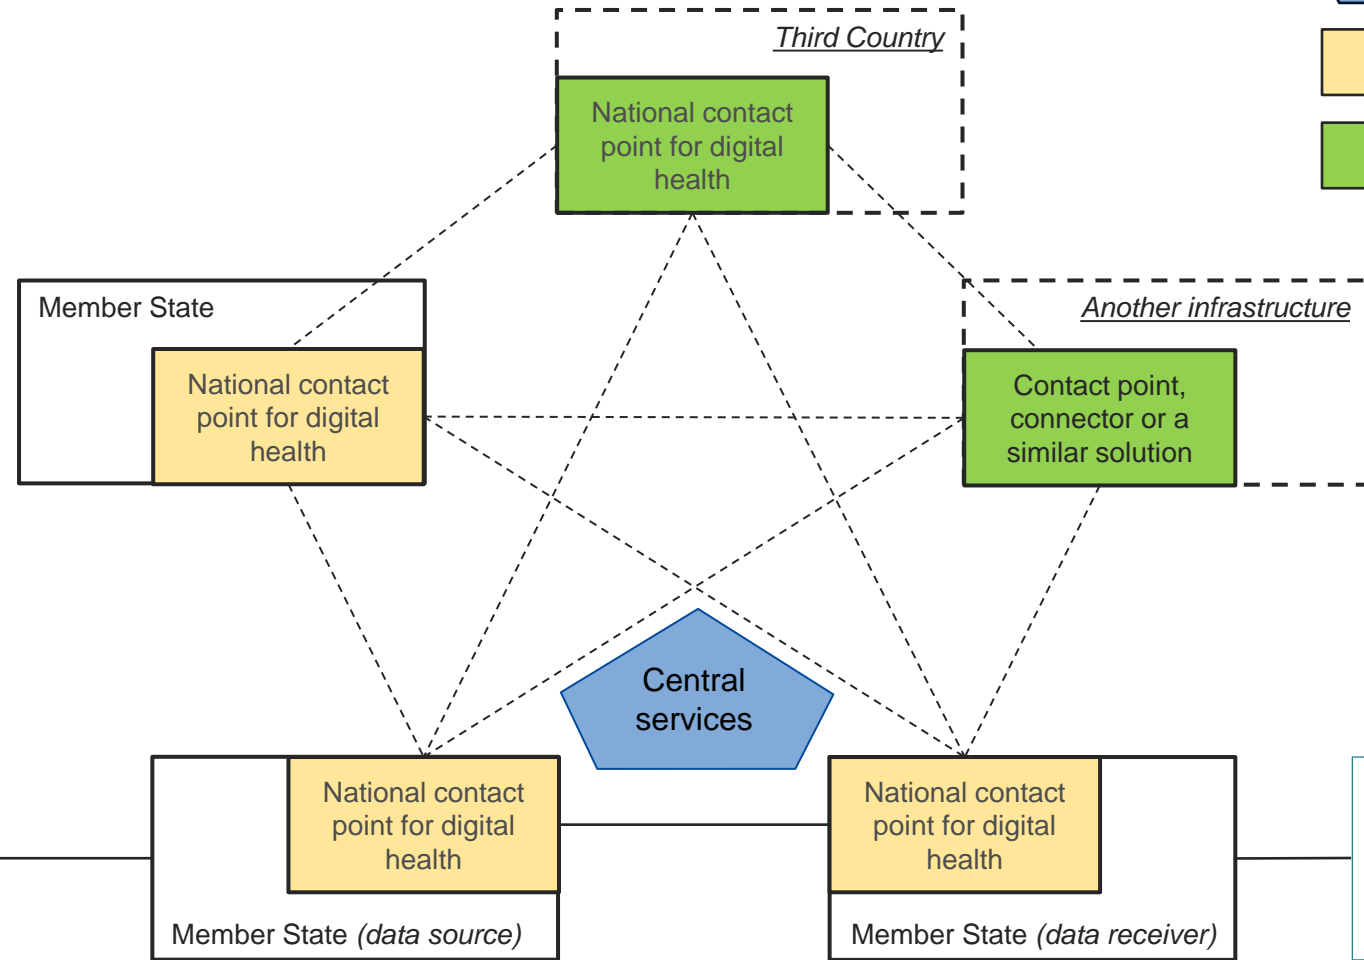 Third Country
National contact
point for digital
health
Member State
National contact
point for digital
health
Another infrastructure
Contact point,
connector or a
similar solution
Central
services
National contact
point for digital
health
Member State (data source)
National contact
point for digital
health
Member State (data receiver)